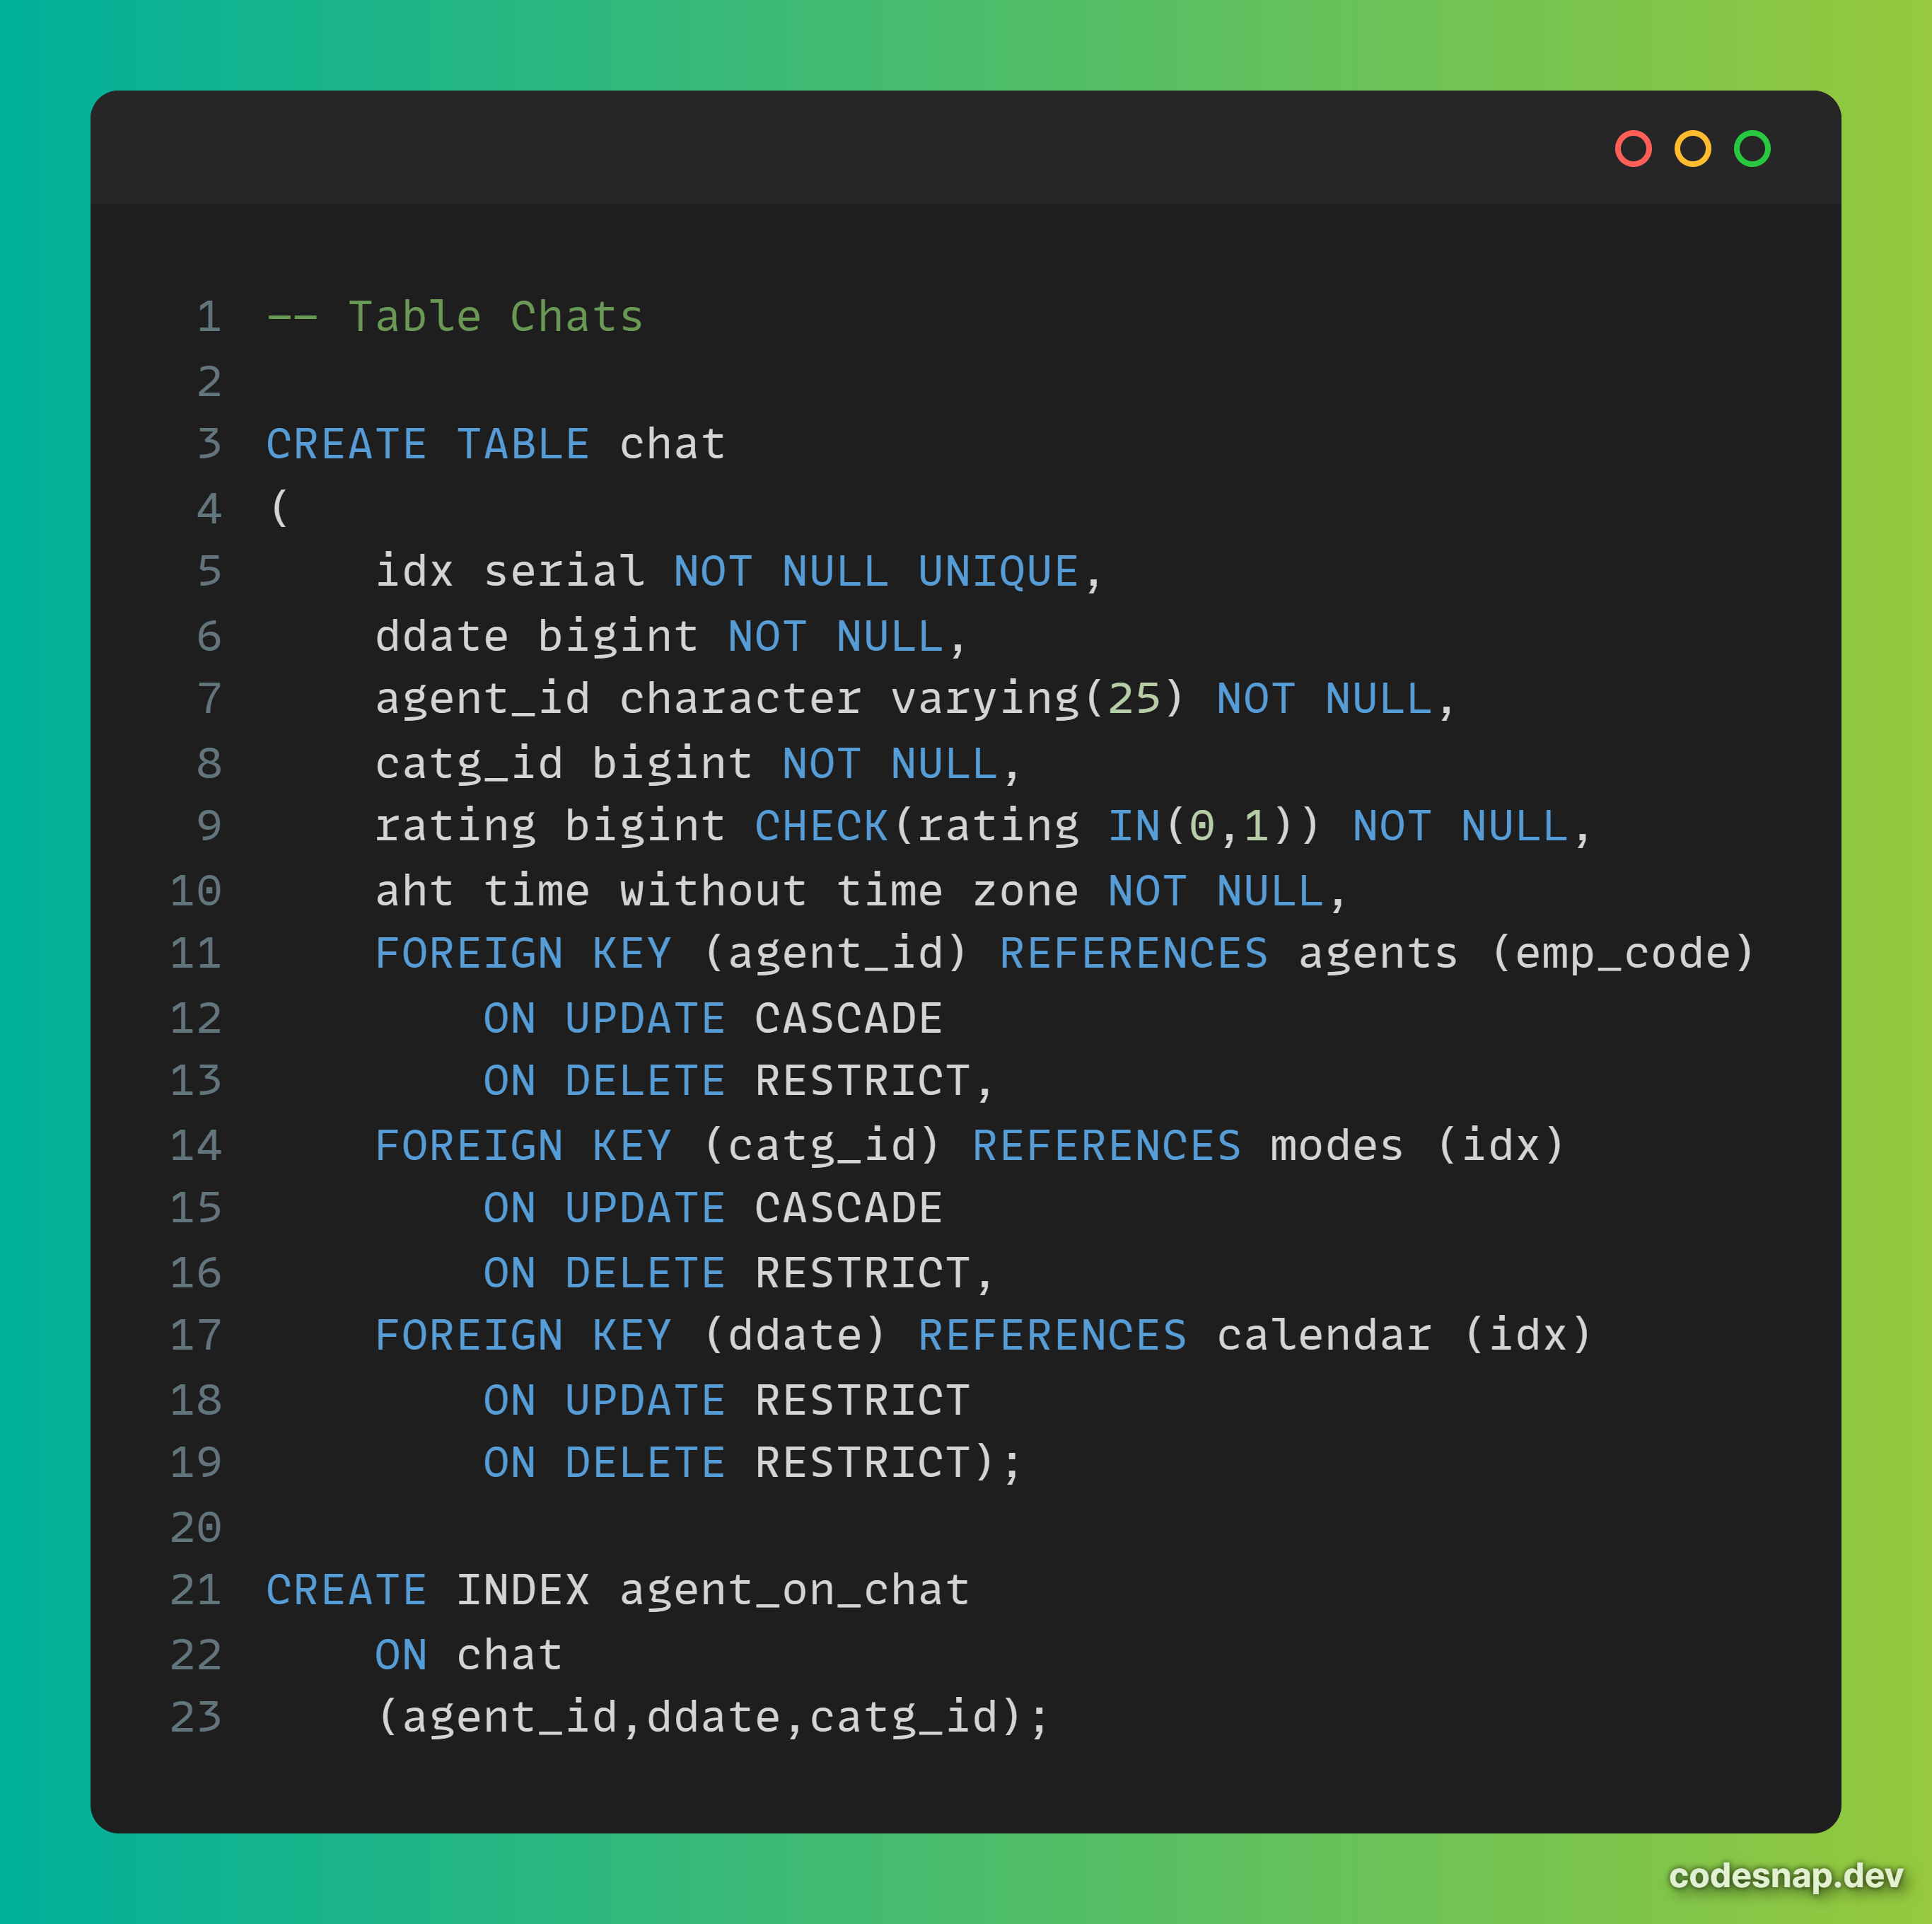 1 -- Table Chats
2
3 CREATE TABLE chat
4 (
5     idx serial NOT NULL UNIQUE,
6     ddate bigint NOT NULL,
7     agent_id character varying(25) NOT NULL,
8     catg_id bigint NOT NULL,
9     rating bigint CHECK(rating IN(0,1)) NOT NULL,
10     aht time without time zone NOT NULL,
11     FOREIGN KEY (agent_id) REFERENCES agents (emp_code)
12         ON UPDATE CASCADE
13         ON DELETE RESTRICT,
14     FOREIGN KEY (catg_id) REFERENCES modes (idx)
15         ON UPDATE CASCADE
16         ON DELETE RESTRICT,
17     FOREIGN KEY (ddate) REFERENCES calendar (idx)
18         ON UPDATE RESTRICT
19         ON DELETE RESTRICT);
20
21 CREATE INDEX agent_on_chat
22     ON chat
23     (agent_id,ddate,catg_id);
codesnap.dev